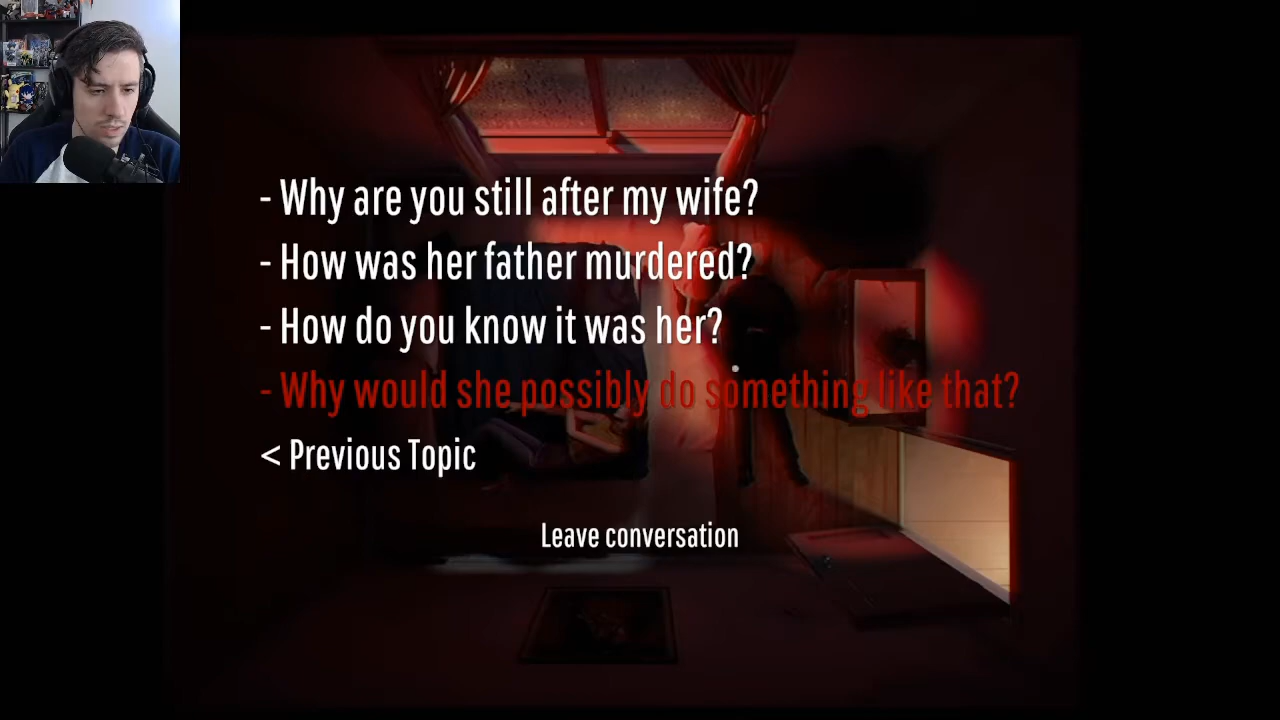 - Why are you still after my wife?
- How was her father murdered?
- How do you know it was her?
- Why would she possibly do something like that?
< Previous Topic
Leave conversation